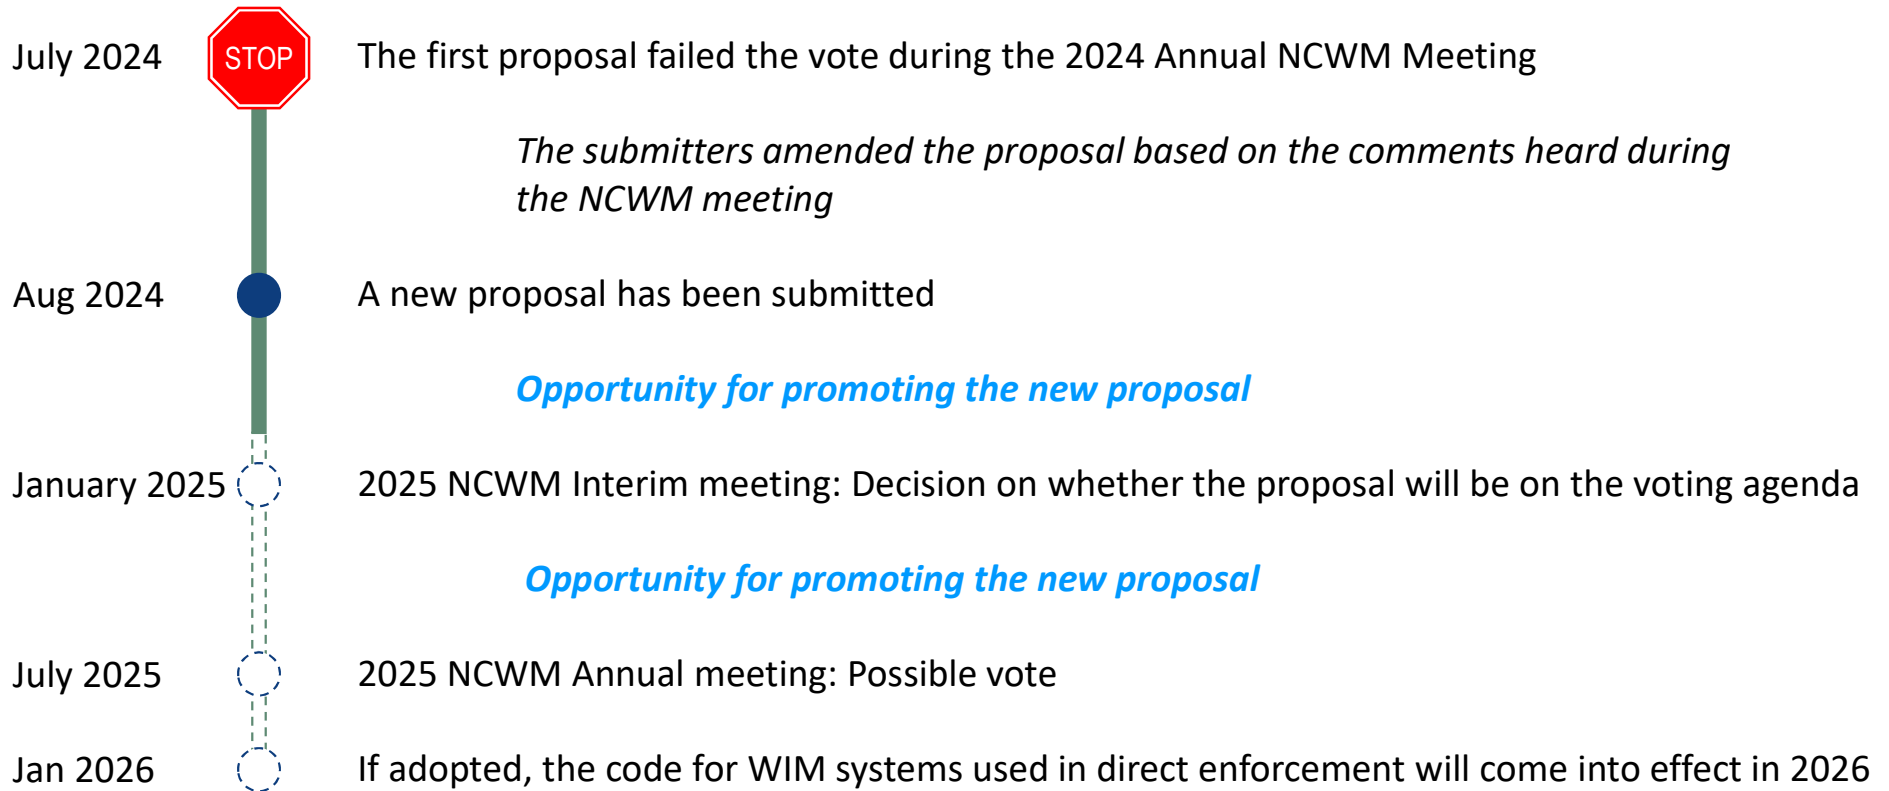 July 2024
STOP
The first proposal failed the vote during the 2024 Annual NCWM Meeting
The submitters amended the proposal based on the comments heard during
the NCWM meeting
Aug 2024
A new proposal has been submitted
Opportunity for promoting the new proposal
January 2025
2025 NCWM Interim meeting: Decision on whether the proposal will be on the voting agenda
Opportunity for promoting the new proposal
July 2025
2025 NCWM Annual meeting: Possible vote
Jan 2026
If adopted, the code for WIM systems used in direct enforcement will come into effect in 2026